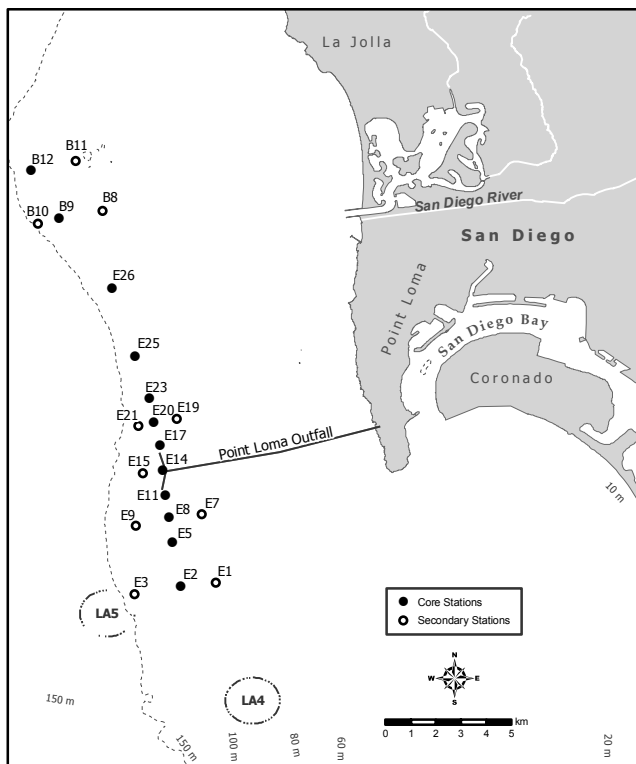 La Jolla
B11
B12
B8
B10
B9
San Diego River
San Diego
E26
Point Loma
San Diego Bay
E25
Coronado
E23
E19
E21
E20
E17
Point Loma Outfall
E15
E14
E11
10 m
E9
E8
E7
E5
E3
E2
E1
LA5
Core Stations
Secondary Stations
N
W E
S
LA4
150 m
150 m
100 m
80 m
60 m
20 m
0 1 2 3 4 5
km